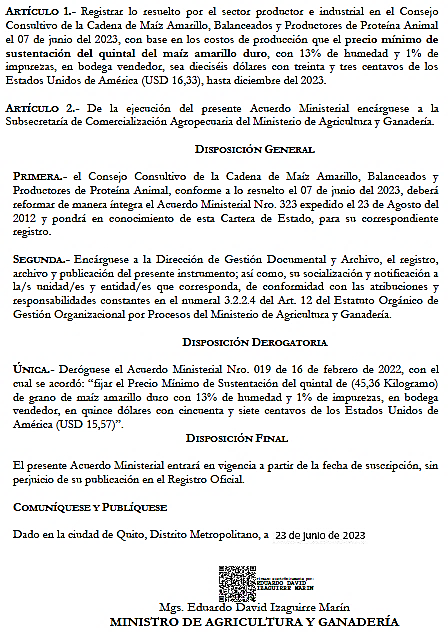 ARTÍCULO 1.- Registrar lo resuelto por el sector productor e industrial en el Consejo
Consultivo de la Cadena de Maíz Amarillo, Balanceados y Productores de Proteína Animal
el 07 de junio del 2023, con base en los costos de producción que el precio mínimo de
sustentación del quintal del maíz amarillo duro, con 13% de humedad y 1% de
impurezas, en bodega vendedor, sea dieciséis dólares con treinta y tres centavos de los
Estados Unidos de América (USD 16,33), hasta diciembre del 2023.
ARTÍCULO 2.- De la ejecución del presente Acuerdo Ministerial encárguese a la
Subsecretaría de Comercialización Agropecuaria del Ministerio de Agricultura y Ganadería.
DISPOSICIÓN GENERAL
PRIMERA.- el Consejo Consultivo de la Cadena de Maíz Amarillo, Balanceados y
Productores de Proteína Animal, conforme a lo resuelto el 07 de junio del 2023, deberá
reformar de manera íntegra el Acuerdo Ministerial Nro. 323 expedido el 23 de Agosto del
2012 y pondrá en conocimiento de esta Cartera de Estado, para su correspondiente
registro.
SEGUNDA.- Encárguese a la Dirección de Gestión Documental y Archivo, el registro,
archivo y publicación del presente instrumento; así como, su socialización y notificación a
la/s unidad/es y entidad/es que corresponda, de conformidad con las atribuciones y
responsabilidades constantes en el numeral 3.2.2.4 del Art. 12 del Estatuto Orgánico de
Gestión Organizacional por Procesos del Ministerio de Agricultura y Ganadería.
DISPOSICIÓN DEROGATORIA
ÚNICA.- Deróguese el Acuerdo Ministerial Nro. 019 de 16 de febrero de 2022, con el
cual se acordó: “fijar el Precio Mínimo de Sustentación del quintal de (45,36 Kilogramo)
de grano de maíz amarillo duro con 13% de humedad y 1% de impurezas, en bodega
vendedor, en quince dólares con cincuenta y siete centavos de los Estados Unidos de
América (USD 15,57)”.
DISPOSICIÓN FINAL
El presente Acuerdo Ministerial entrará en vigencia a partir de la fecha de suscripción, sin
perjuicio de su publicación en el Registro Oficial.
COMUNÍQUESE Y PUBLÍQUESE
Dado en la ciudad de Quito, Distrito Metropolitano, a 23 de junio de 2023
EDUARDO DAVID
IZAGUIRRE MARIN
Mgs. Eduardo David Izaguirre Marín
MINISTRO DE AGRICULTURA Y GANADERÍA